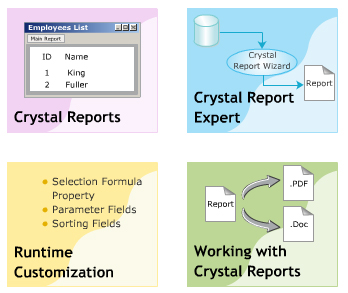 Employees List
Main Report
ID Name
1 King
2 Fuller
Crystal Reports
Crystal
Report Wizard
Report
Crystal Report
Expert
Selection Formula
Property
Parameter Fields
Sorting Fields
Runtime
Customization
Report
.PDF
.Doc
Working with
Crystal Reports